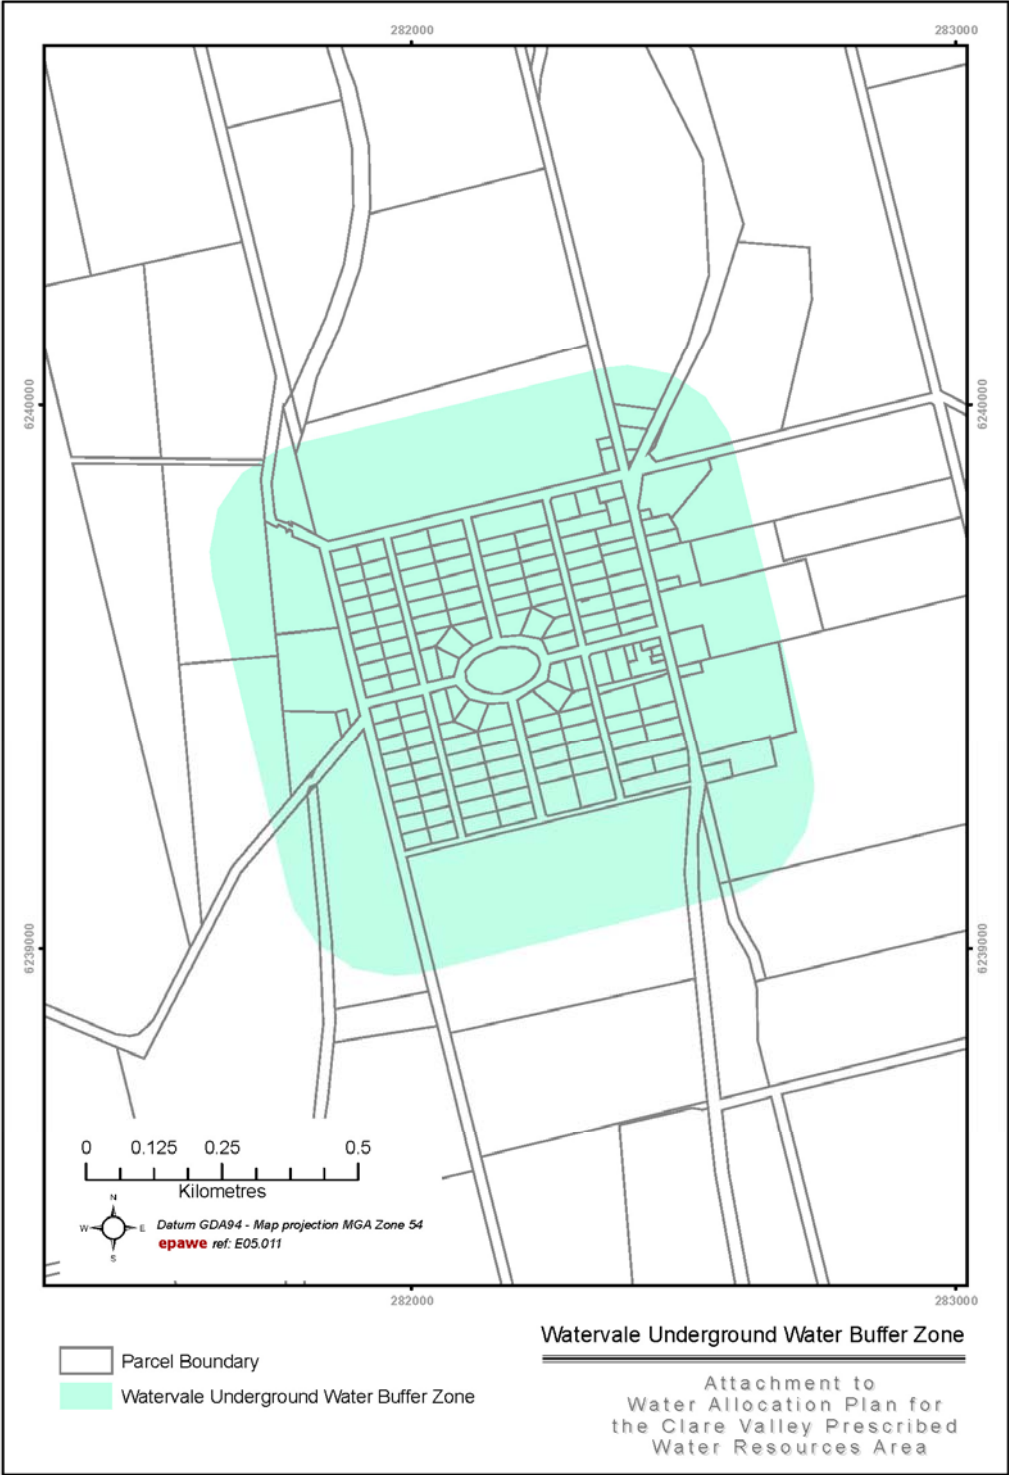 282000 283000
6240000 6240000
6239000 6239000
0 0.125 0.25 0.5
Kilometres
N
W E
S
Datum GDA94 - Map projection MGA Zone 54
epawe ref: E05.011
282000 283000
Parcel Boundary
Watervale Underground Water Buffer Zone
Watervale Underground Water Buffer Zone
Attachment to
Water Allocation Plan for
the Clare Valley Prescribed
Water Resources Area